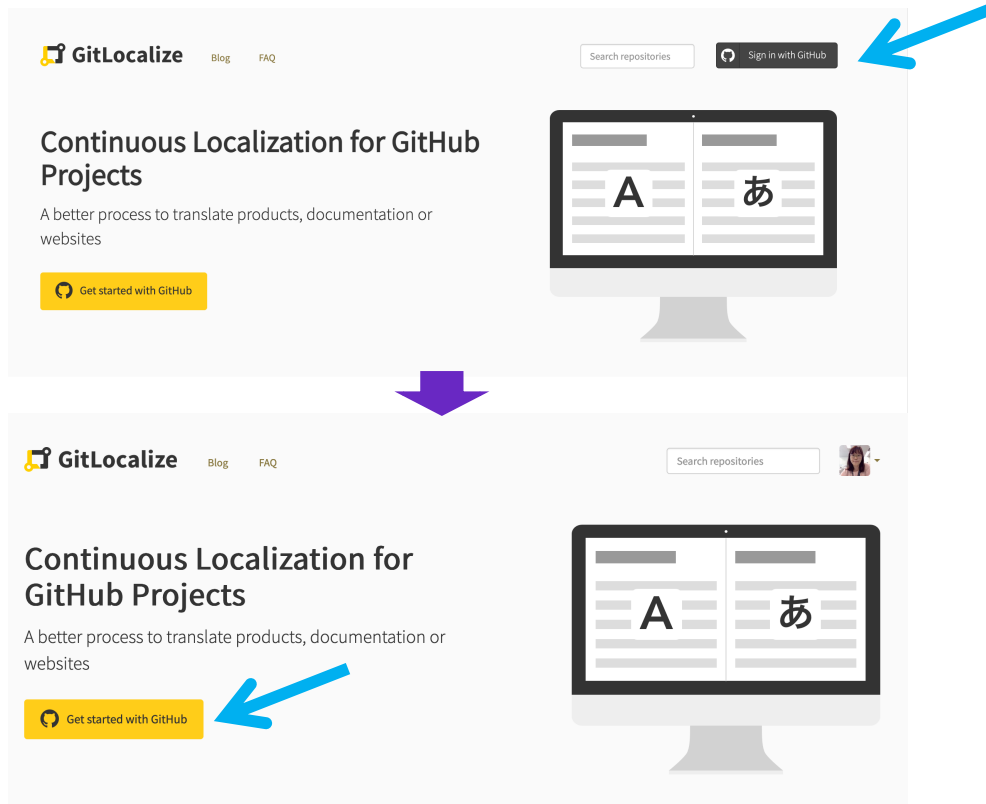 GitLocalize
Blog
FAQ
Search repositories
Sign in with GitHub
Continuous Localization for GitHub
Projects
A better process to translate products, documentation or
websites
A
あ
Get started with GitHub
GitLocalize
Blog
FAQ
Search repositories
Continuous Localization for
GitHub Projects
A better process to translate products, documentation or
websites
A
あ
Get started with GitHub